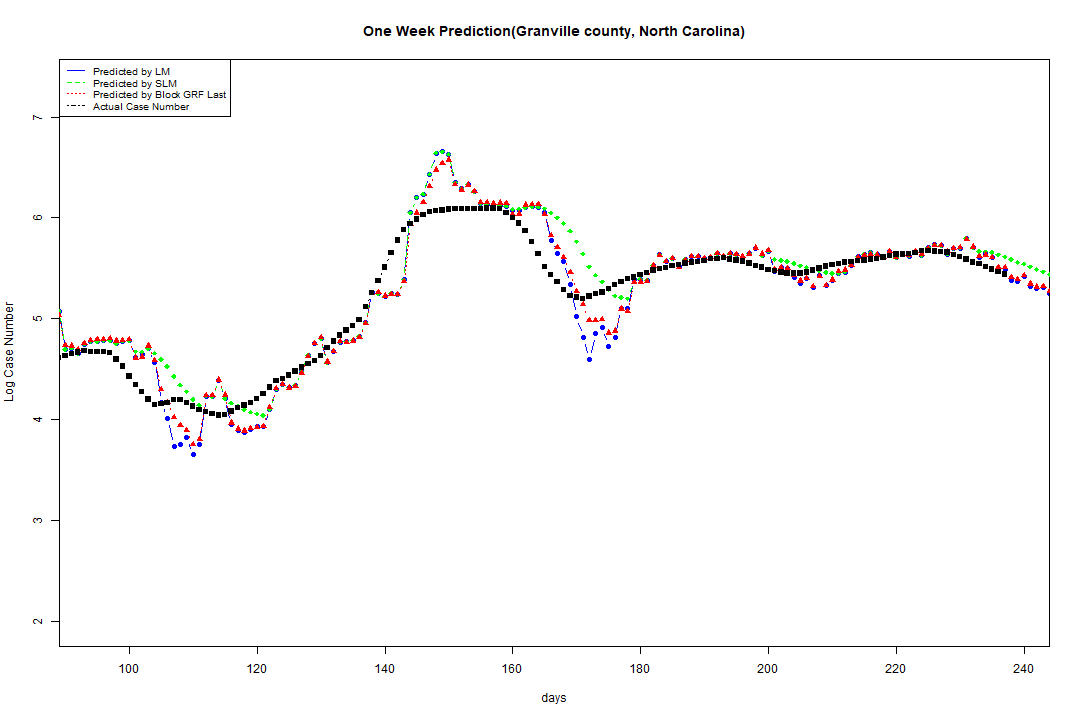 One Week Prediction(Granville county, North Carolina)
Predicted by LM
Predicted by SLM
Predicted by Block GRF Last
Actual Case Number
Log Case Number
7
6
5
4
3
2
100 120 140 160 180 200 220 240
days